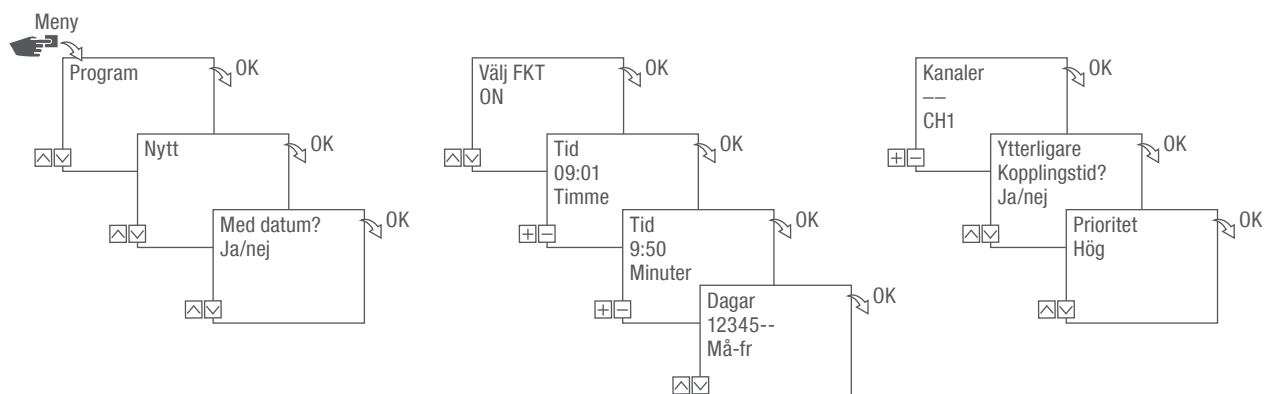 Meny
Program
OK
Nytt
OK
Med datum?
Ja/nej
OK
Välj FKT
ON
OK
Tid
09:01
Timme
OK
Tid
9:50
Minuter
OK
Dagar
12345--
Må-fr
OK
Kanaler
––
CH1
OK
Ytterligare
Kopplingstid?
Ja/nej
OK
Prioritet
Hög
OK